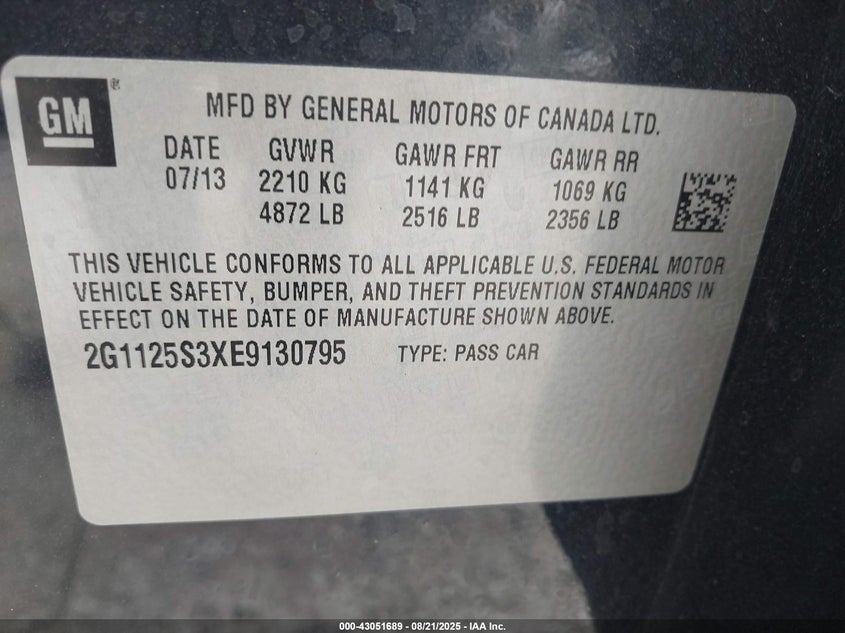 GM ®
MFD BY GENERAL MOTORS OF CANADA LTD.
DATE GVWR GAWR FRT GAWR RR
07/13 2210 KG 1141 KG 1069 KG
4872 LB 2516 LB 2356 LB
THIS VEHICLE CONFORMS TO ALL APPLICABLE U.S. FEDERAL MOTOR
VEHICLE SAFETY, BUMPER, AND THEFT PREVENTION STANDARDS IN
EFFECT ON THE DATE OF MANUFACTURE SHOWN ABOVE.
2G1125S3XE9130795 TYPE: PASS CAR
000-43051689 - 08/21/2025 - IAA Inc.